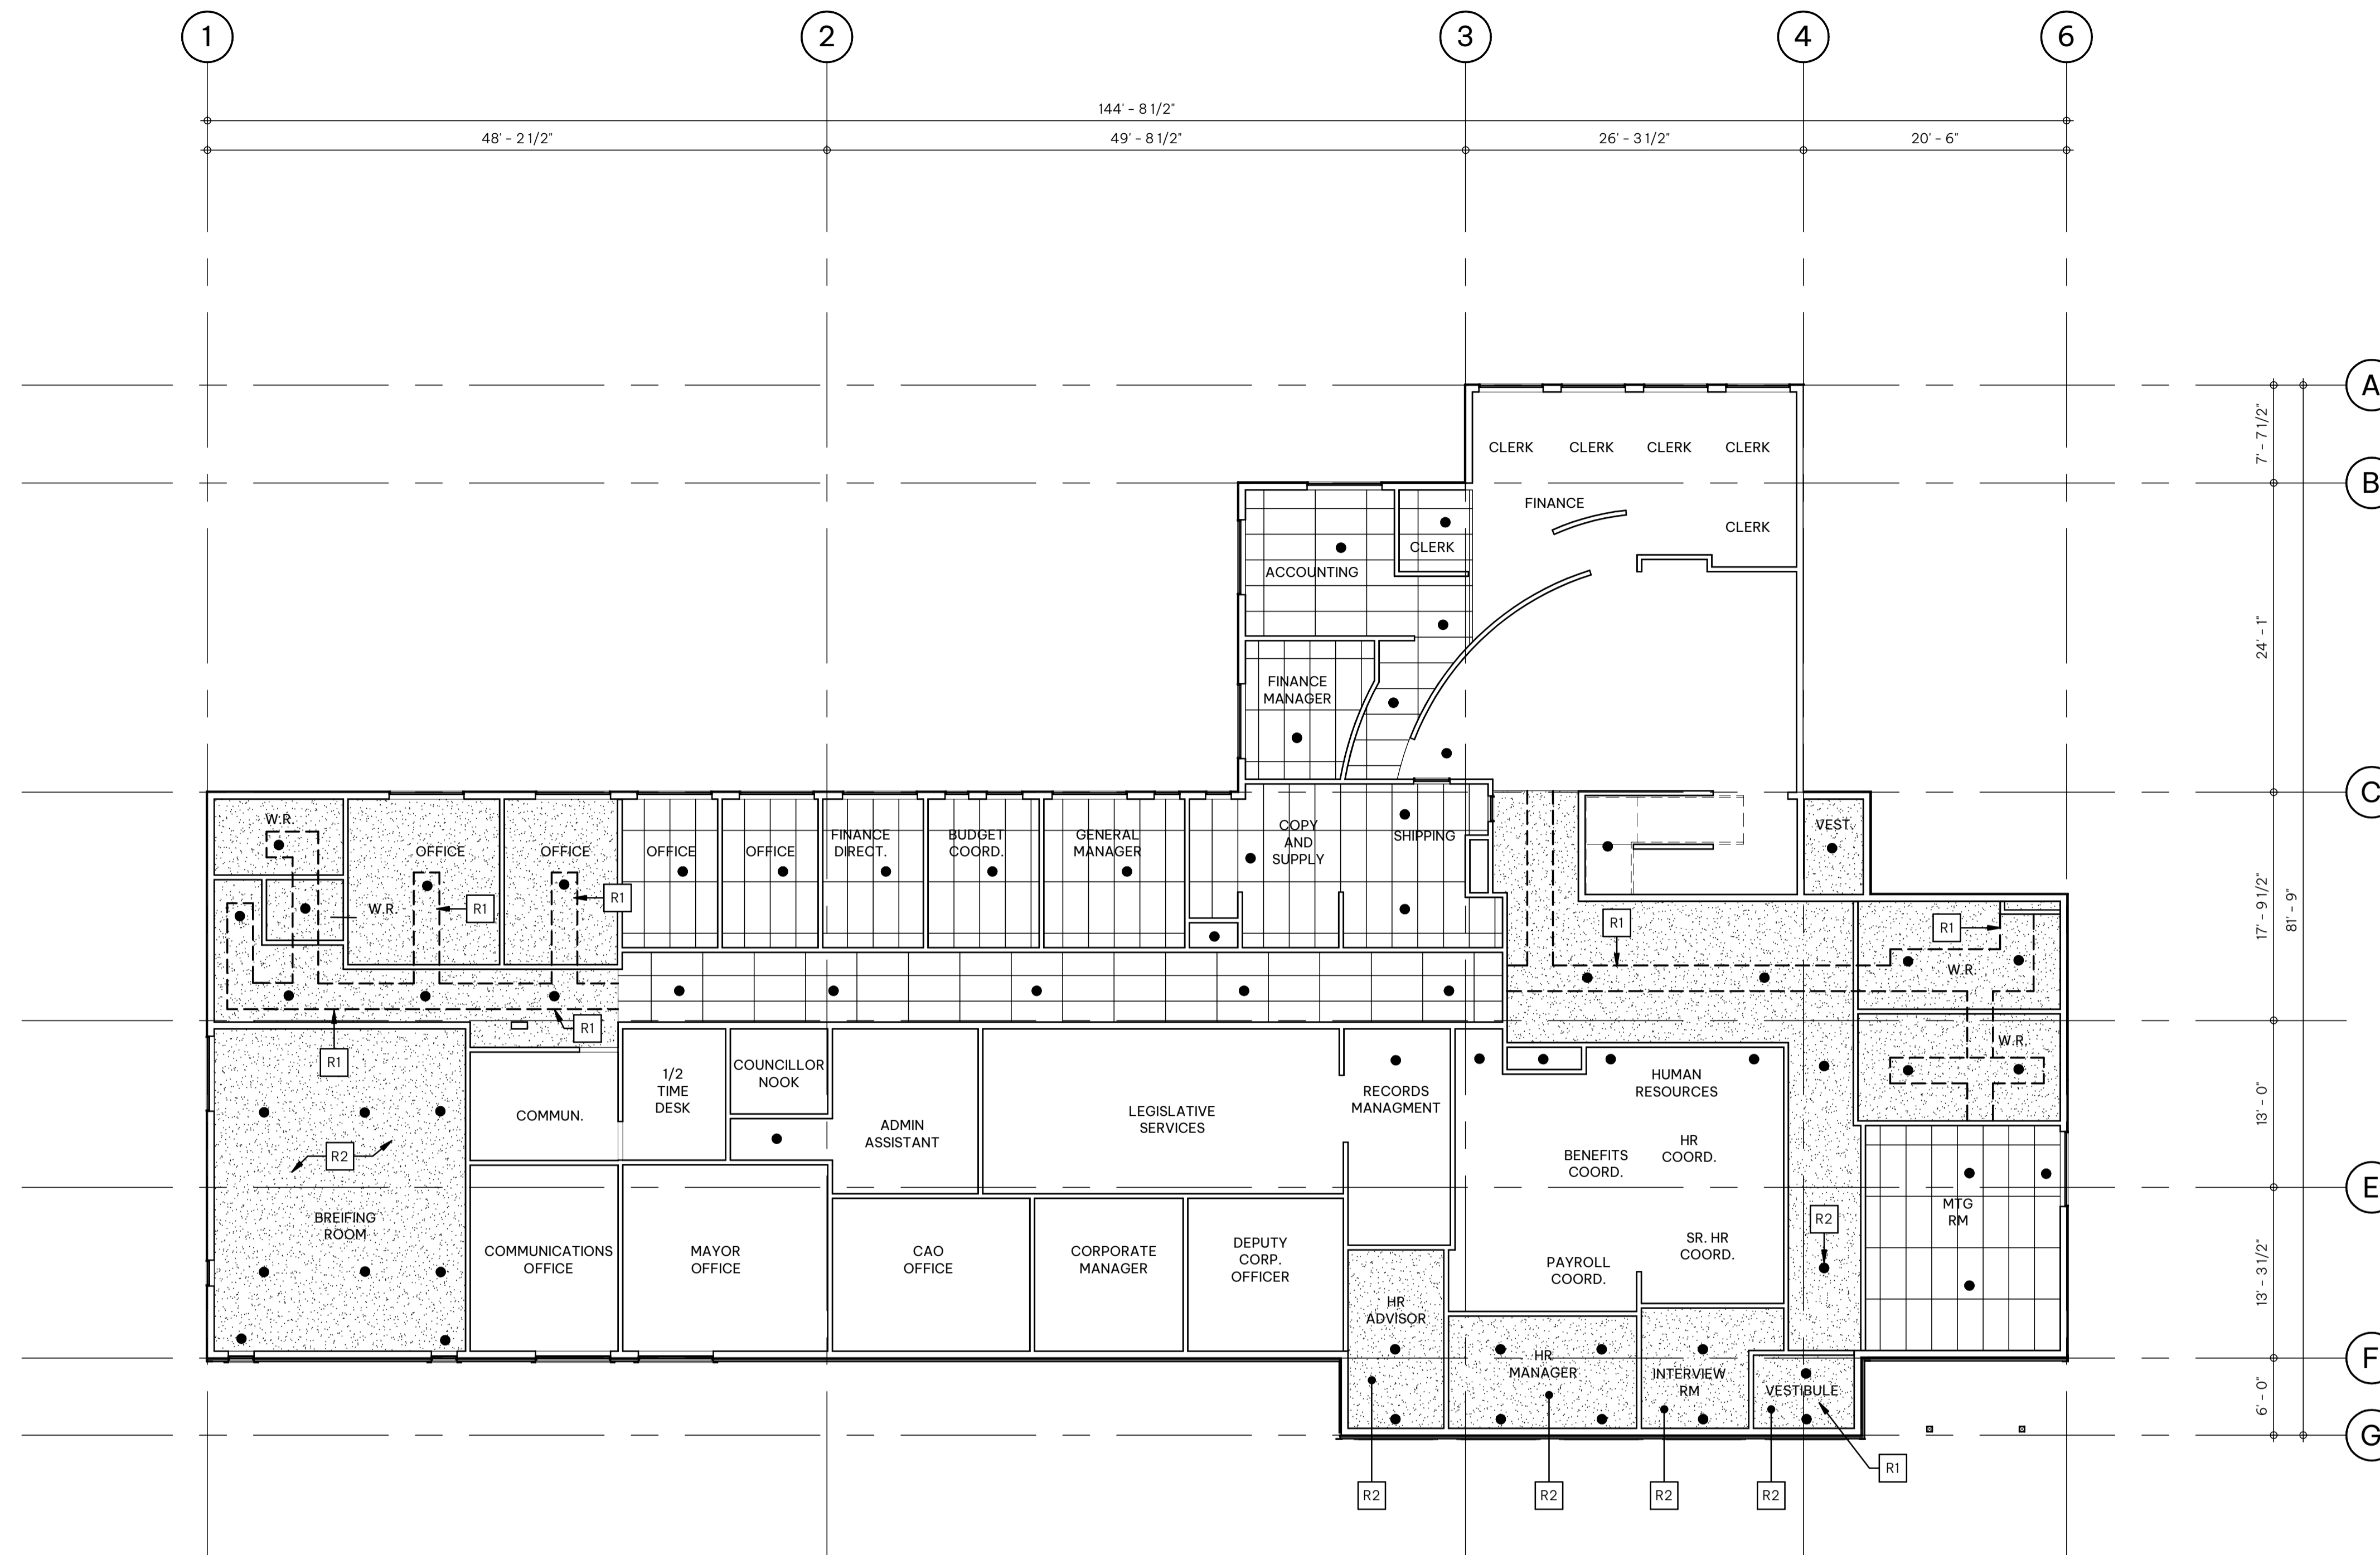 1
2
3
4
6
144' - 8 1/2"
48' - 2 1/2"
49' - 8 1/2"
26' - 3 1/2"
20' - 6"
A
7' - 7 1/2"
CLERK
CLERK
CLERK
CLERK
B
FINANCE
CLERK
CLERK
ACCOUNTING
24' - 1"
FINANCE
MANAGER
C
W.R.
OFFICE
OFFICE
OFFICE
OFFICE
FINANCE
DIRECT.
BUDGET
COORD.
GENERAL
MANAGER
COPY
AND
SUPPLY
SHIPPING
VEST.
W.R.
R1
R1
R1
R1
W.R.
17' - 9 1/2"
81' - 9"
R1
R1
W.R.
1/2
TIME
DESK
COUNCILLOR
NOOK
COMMUN.
ADMIN
ASSISTANT
LEGISLATIVE
SERVICES
RECORDS
MANAGMENT
HUMAN
RESOURCES
HR
COORD.
BENEFITS
COORD.
13' - 0"
R2
E
BREIFING
ROOM
COMMUNICATIONS
OFFICE
MAYOR
OFFICE
CAO
OFFICE
CORPORATE
MANAGER
DEPUTY
CORP.
OFFICER
PAYROLL
COORD.
SR. HR
COORD.
R2
MTG
RM
13' - 3 1/2"
HR
ADVISOR
HR
MANAGER
INTERVIEW
RM
VESTIBULE
F
6' - 0"
G
R1
R2
R2
R2
R2